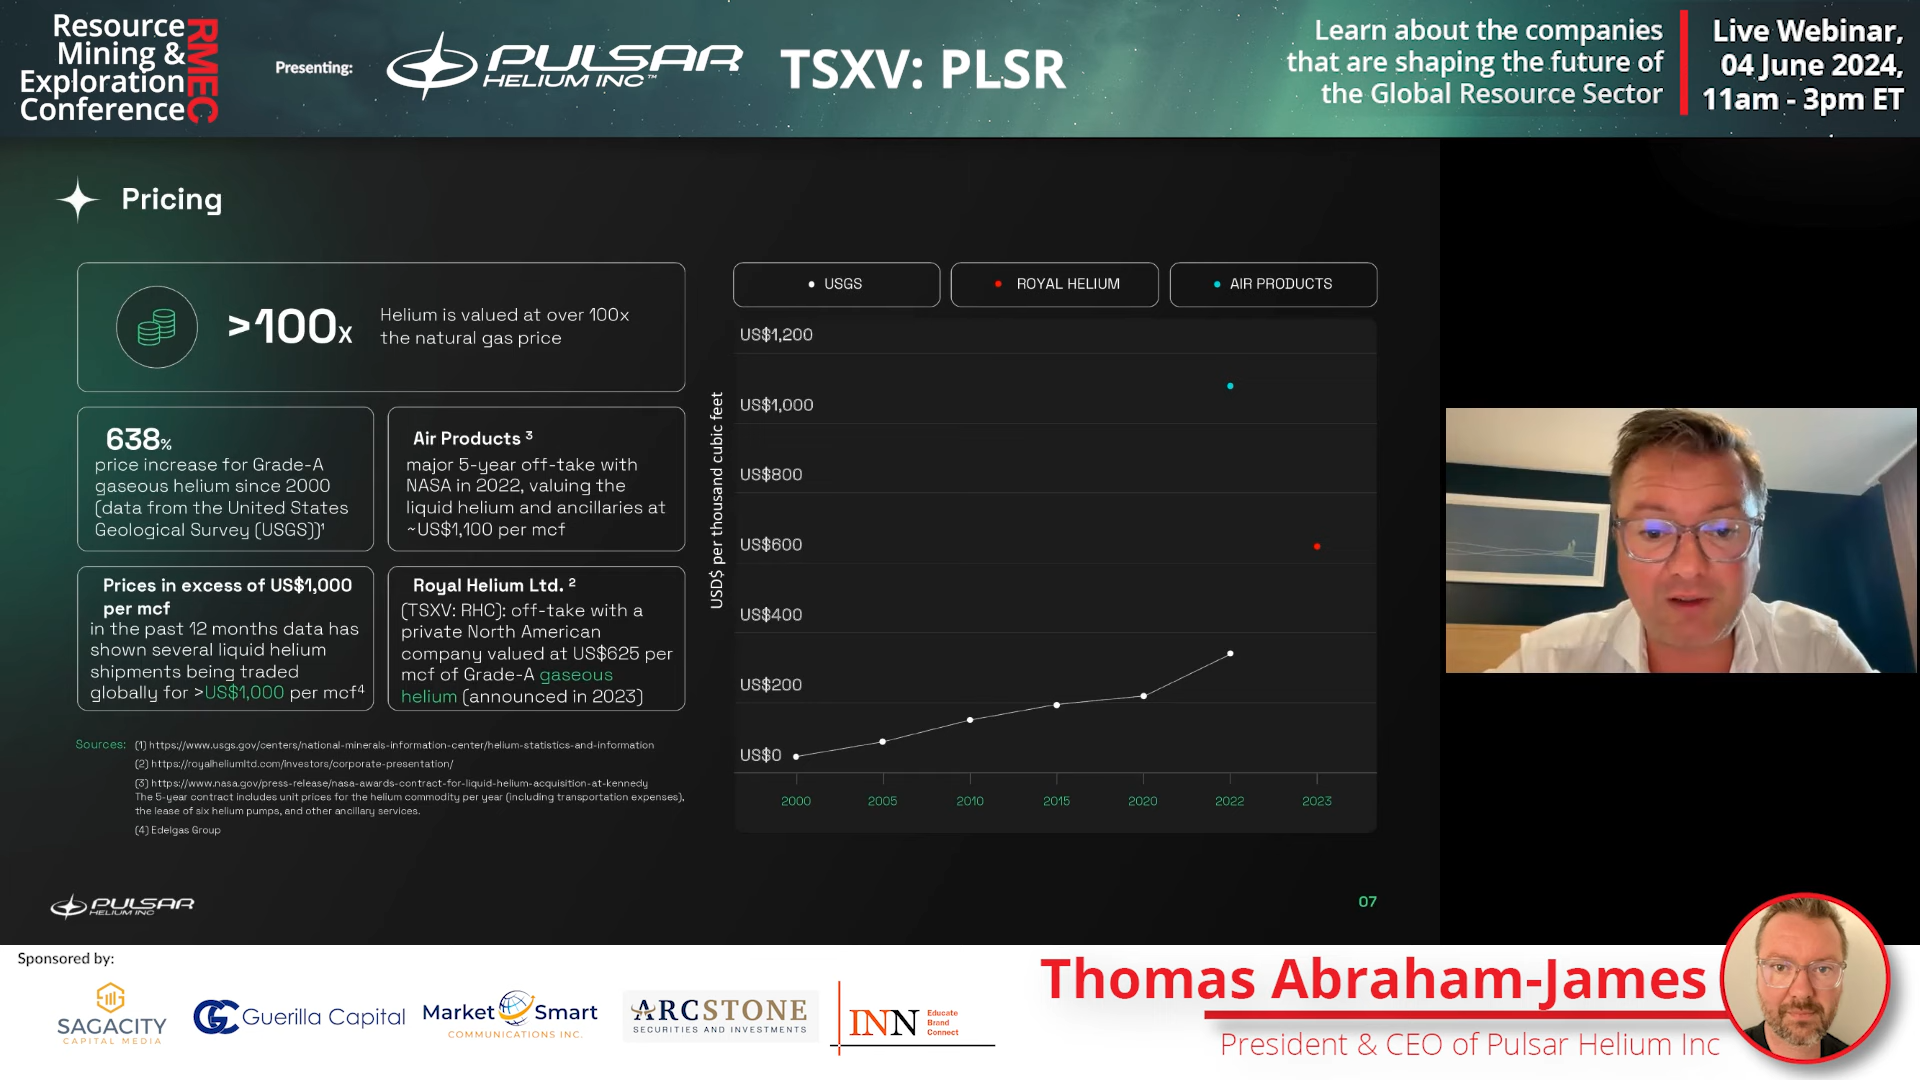 Resource
Mining &
Exploration
Conference
RMEC
Presenting:
PULSAR
HELIUM INC™
TSXV: PLSR
Learn about the companies
that are shaping the future of
the Global Resource Sector
Live Webinar,
04 June 2024,
11am - 3pm ET
Pricing
>100x
Helium is valued at over 100x
the natural gas price
638%
price increase for Grade-A
gaseous helium since 2000
(data from the United States
Geological Survey (USGS))¹
Air Products ³
major 5-year off-take with
NASA in 2022, valuing the
liquid helium and ancillaries at
~US$1,100 per mcf
Prices in excess of US$1,000
per mcf
in the past 12 months data has
shown several liquid helium
shipments being traded
globally for >US$1,000 per mcf⁴
Royal Helium Ltd. ²
(TSXV: RHC): off-take with a
private North American
company valued at US$625 per
mcf of Grade-A gaseous
helium (announced in 2023)
Sources:
(1) https://www.usgs.gov/centers/national-minerals-information-center/helium-statistics-and-information
(2) https://royalheliumltd.com/investors/corporate-presentation/
(3) https://www.nasa.gov/press-release/nasa-awards-contract-for-liquid-helium-acquisition-at-kennedy
The 5-year contract includes unit prices for the helium commodity per year (including transportation expenses),
the lease of six helium pumps, and other ancillary services.
(4) Edelgas Group
USGS
ROYAL HELIUM
AIR PRODUCTS
USD$ per thousand cubic feet
US$1,200
US$1,000
US$800
US$600
US$400
US$200
US$0
2000
2005
2010
2015
2020
2022
2023
PULSAR
HELIUM INC
07
Sponsored by:
SAGACITY
CAPITAL MEDIA
GC Guerilla Capital
Market Smart
COMMUNICATIONS INC.
ARCSTONE
SECURITIES AND INVESTMENTS
INN
Educate
Brand
Connect
Thomas Abraham-James
President & CEO of Pulsar Helium Inc